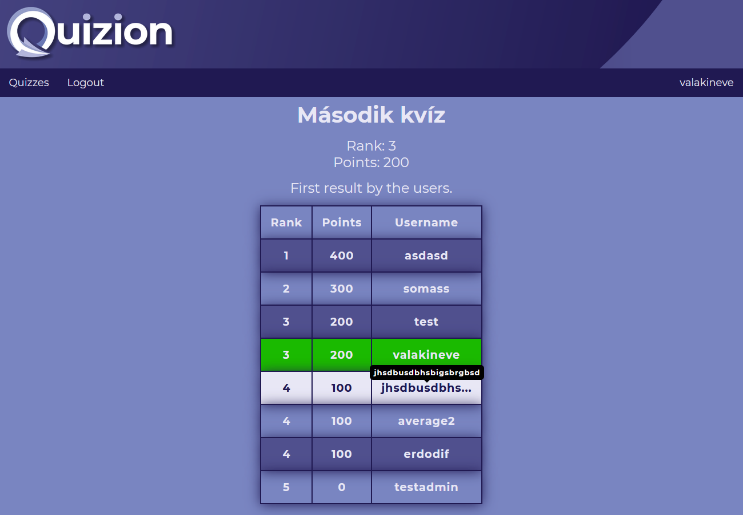 Quizion
Quizzes Logout valakineve
Második kvíz
Rank: 3
Points: 200
First result by the users.
Rank Points Username
1 400 asdasd
2 300 somass
3 200 test
3 200 valakineve
jhsdbusdbhsbigsbrgbsd
4 100 jhsdbusdbhs...
4 100 average2
4 100 erdodif
5 0 testadmin